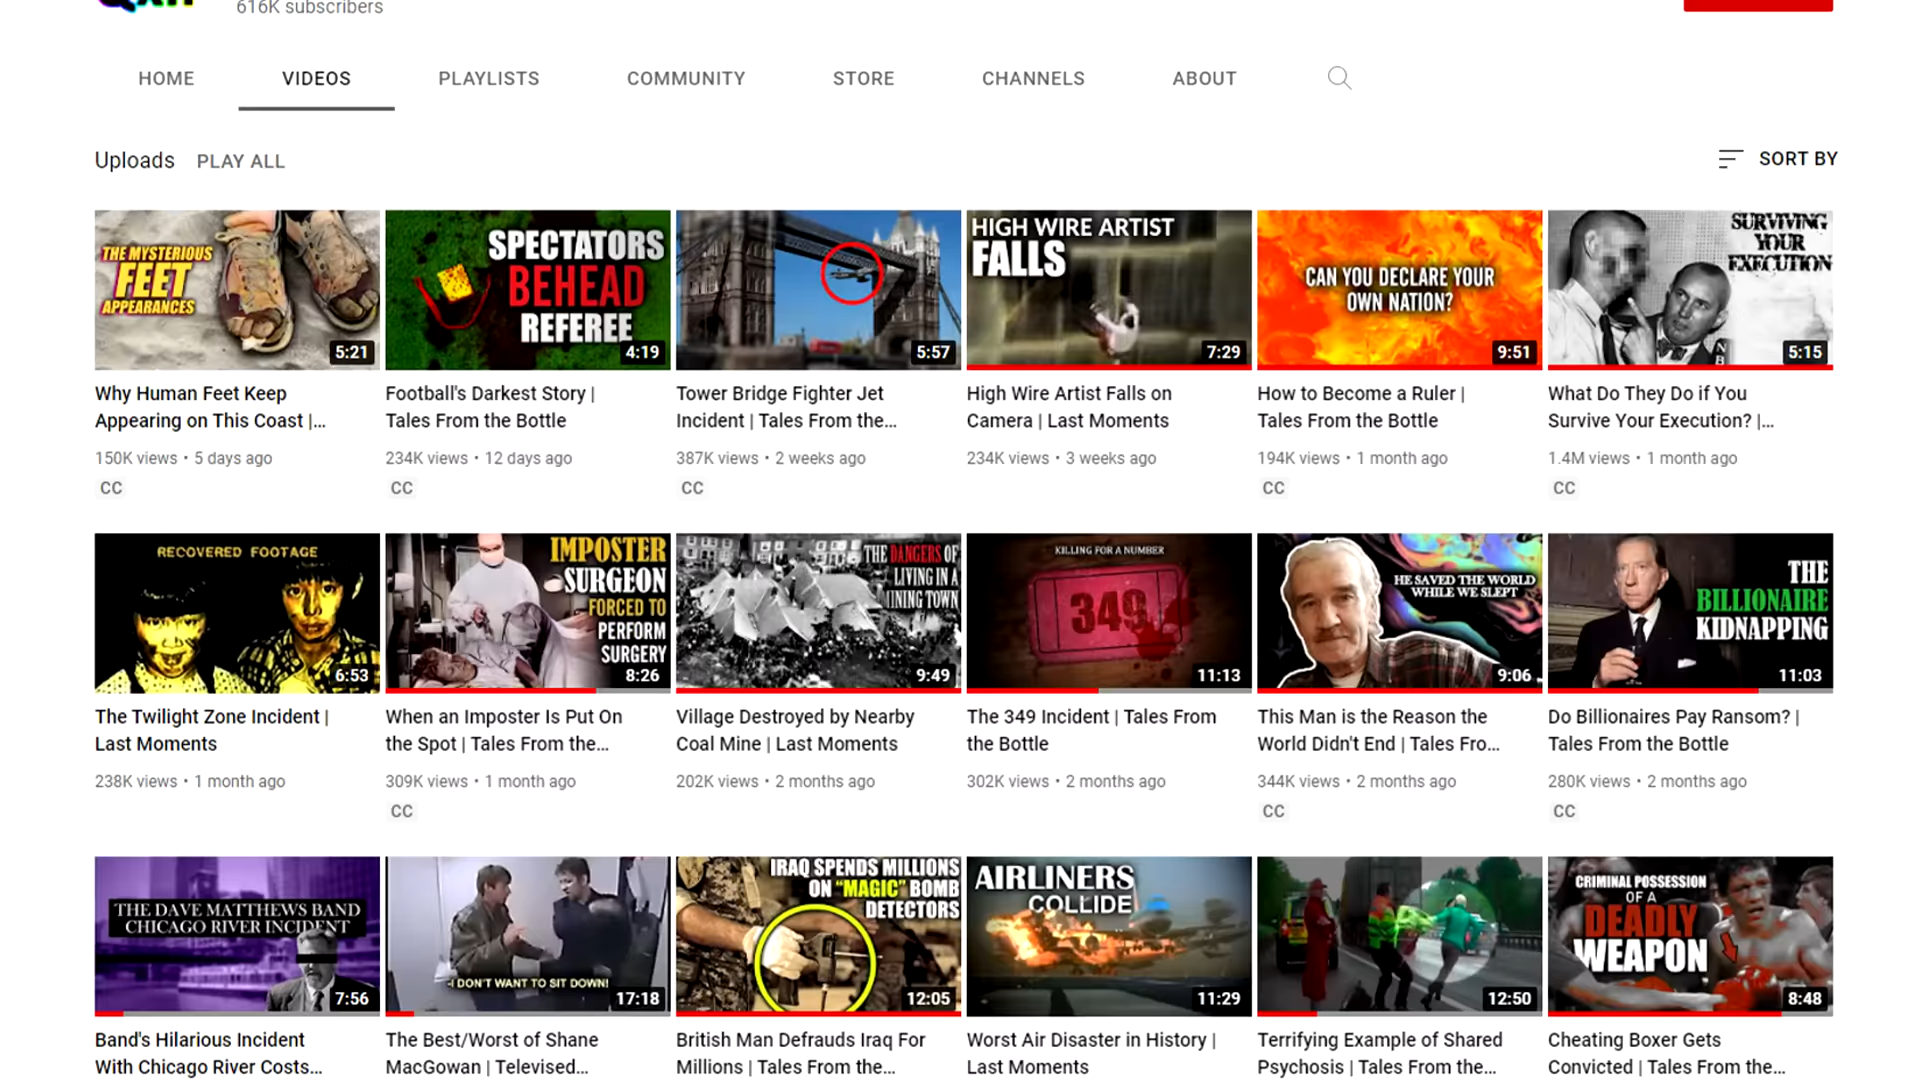 616K subscribers
HOME VIDEOS PLAYLISTS COMMUNITY STORE CHANNELS ABOUT
Uploads PLAY ALL SORT BY
THE MYSTERIOUS
FEET
APPEARANCES
5:21
SPECTATORS
BEHEAD
REFEREE
4:19
5:57
HIGH WIRE ARTIST
FALLS
7:29
CAN YOU DECLARE YOUR
OWN NATION?
9:51
SURVIVING
YOUR
EXECUTION
5:15
Why Human Feet Keep
Appearing on This Coast |...
150K views • 5 days ago
CC
Football's Darkest Story |
Tales From the Bottle
234K views • 12 days ago
CC
Tower Bridge Fighter Jet
Incident | Tales From the...
387K views • 2 weeks ago
CC
High Wire Artist Falls on
Camera | Last Moments
234K views • 3 weeks ago
How to Become a Ruler |
Tales From the Bottle
194K views • 1 month ago
CC
What Do They Do if You
Survive Your Execution? |...
1.4M views • 1 month ago
CC
RECOVERED FOOTAGE
6:53
IMPOSTER
SURGEON
FORCED TO
PERFORM
SURGERY
8:26
THE DANGERS OF
LIVING IN A
MINING TOWN
9:49
KILLING FOR A NUMBER
349
11:13
HE SAVED THE WORLD
WHILE WE SLEPT
9:06
THE
BILLIONAIRE
KIDNAPPING
11:03
The Twilight Zone Incident |
Last Moments
238K views • 1 month ago
When an Imposter Is Put On
the Spot | Tales From the...
309K views • 1 month ago
CC
Village Destroyed by Nearby
Coal Mine | Last Moments
202K views • 2 months ago
The 349 Incident | Tales From
the Bottle
302K views • 2 months ago
This Man is the Reason the
World Didn't End | Tales Fro...
344K views • 2 months ago
CC
Do Billionaires Pay Ransom? |
Tales From the Bottle
280K views • 2 months ago
CC
THE DAVE MATTHEWS BAND
CHICAGO RIVER INCIDENT
7:56
-I DON'T WANT TO SIT DOWN!
17:18
IRAQ SPENDS MILLIONS
ON "MAGIC" BOMB
DETECTORS
12:05
AIRLINERS
COLLIDE
11:29
12:50
CRIMINAL POSSESSION
OF A
DEADLY
WEAPON
8:48
Band's Hilarious Incident
With Chicago River Costs...
The Best/Worst of Shane
MacGowan | Televised...
British Man Defrauds Iraq For
Millions | Tales From the...
Worst Air Disaster in History |
Last Moments
Terrifying Example of Shared
Psychosis | Tales From the...
Cheating Boxer Gets
Convicted | Tales From the...